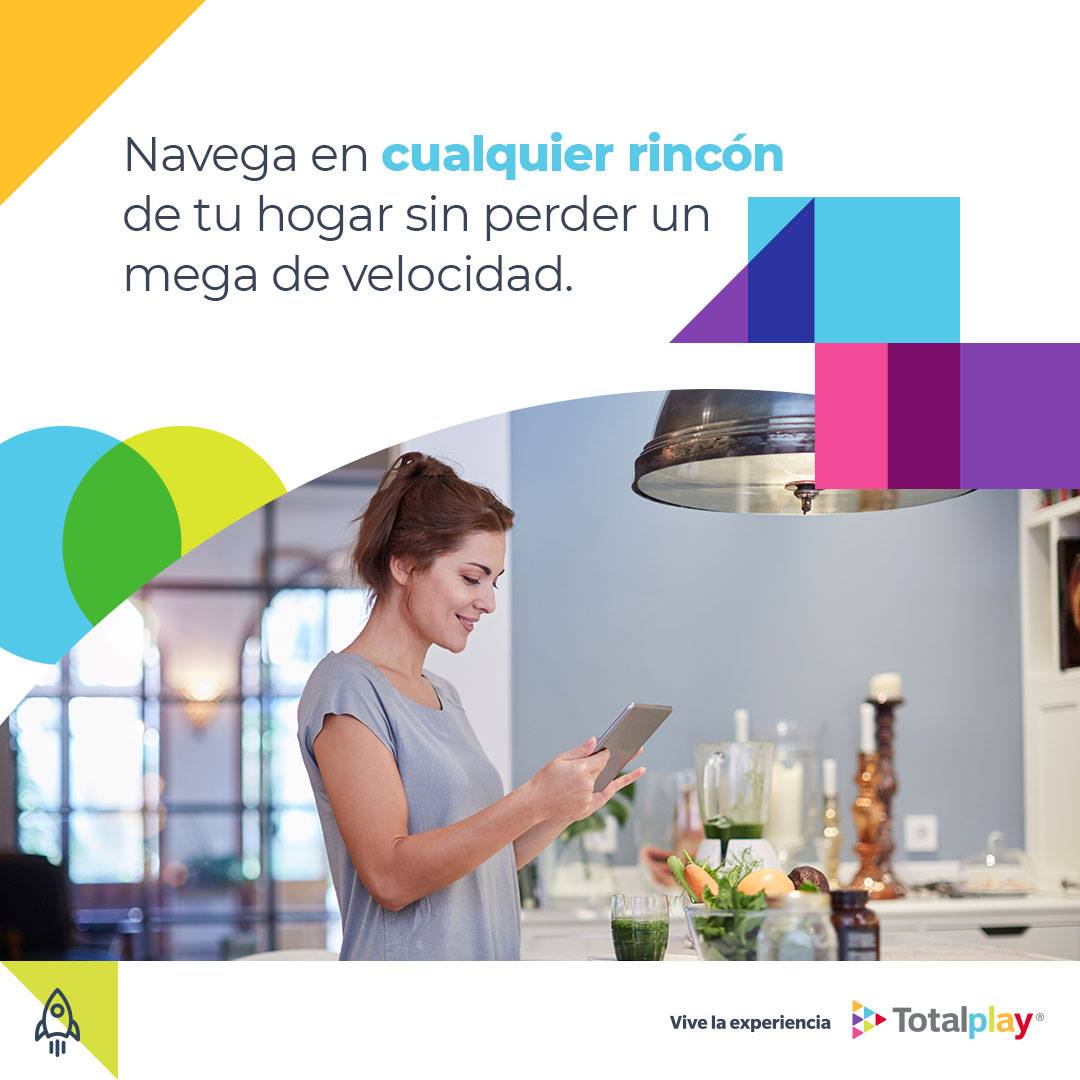 Navega en cualquier rincón
de tu hogar sin perder un
mega de velocidad.
Vive la experiencia Totalplay®